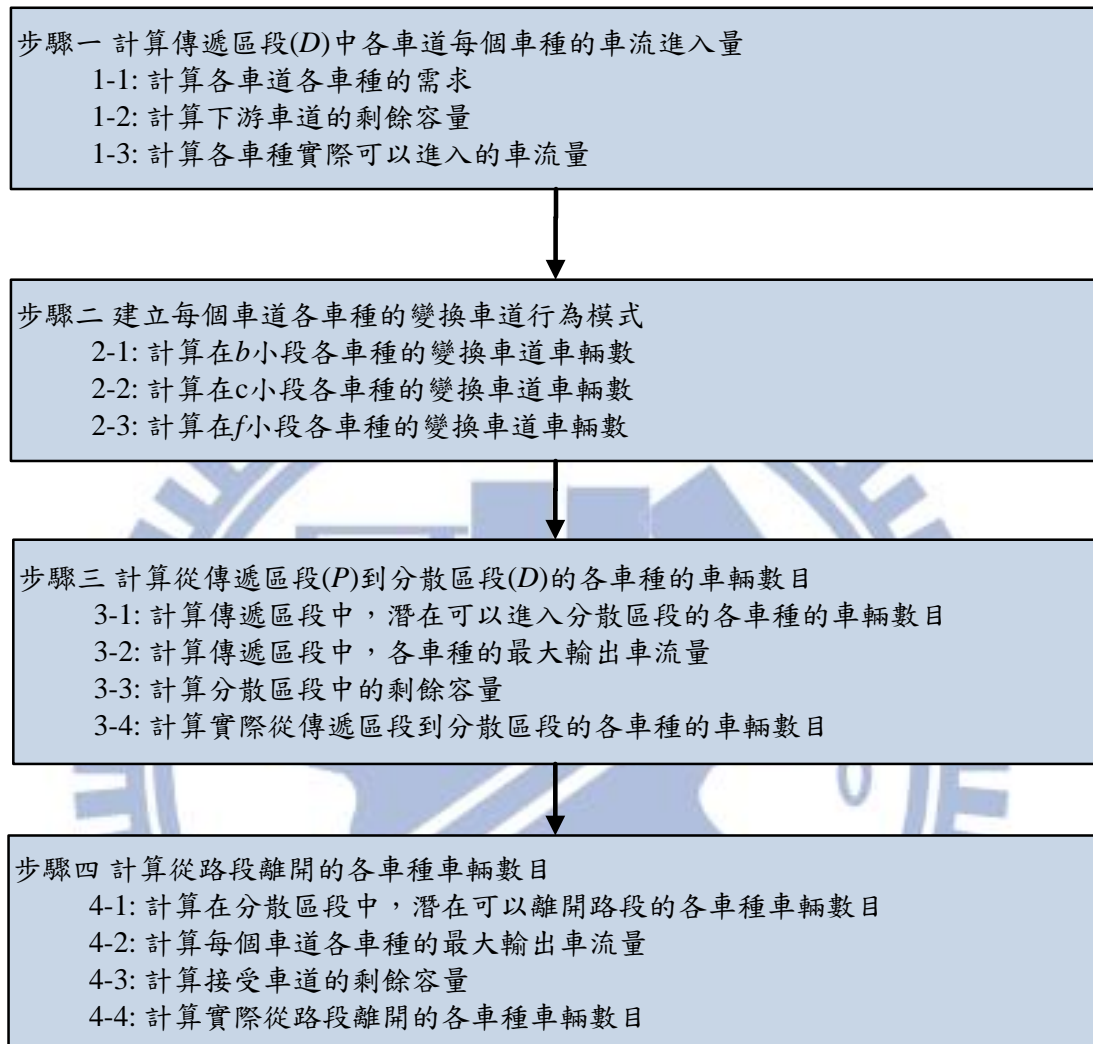 步驟一 計算傳遞區段(D)中各車道每個車種的車流進入量
1-1: 計算各車道各車種的需求
1-2: 計算下游車道的剩餘容量
1-3: 計算各車種實際可以進入的車流量
步驟二 建立每個車道各車種的變換車道行為模式
2-1: 計算在b小段各車種的變換車道車輛數
2-2: 計算在c小段各車種的變換車道車輛數
2-3: 計算在f小段各車種的變換車道車輛數
步驟三 計算從傳遞區段(P)到分散區段(D)的各車種的車輛數目
3-1: 計算傳遞區段中，潛在可以進入分散區段的各車種的車輛數目
3-2: 計算傳遞區段中，各車種的最大輸出車流量
3-3: 計算分散區段中的剩餘容量
3-4: 計算實際從傳遞區段到分散區段的各車種的車輛數目
步驟四 計算從路段離開的各車種車輛數目
4-1: 計算在分散區段中，潛在可以離開路段的各車種車輛數目
4-2: 計算每個車道各車種的最大輸出車流量
4-3: 計算接受車道的剩餘容量
4-4: 計算實際從路段離開的各車種車輛數目